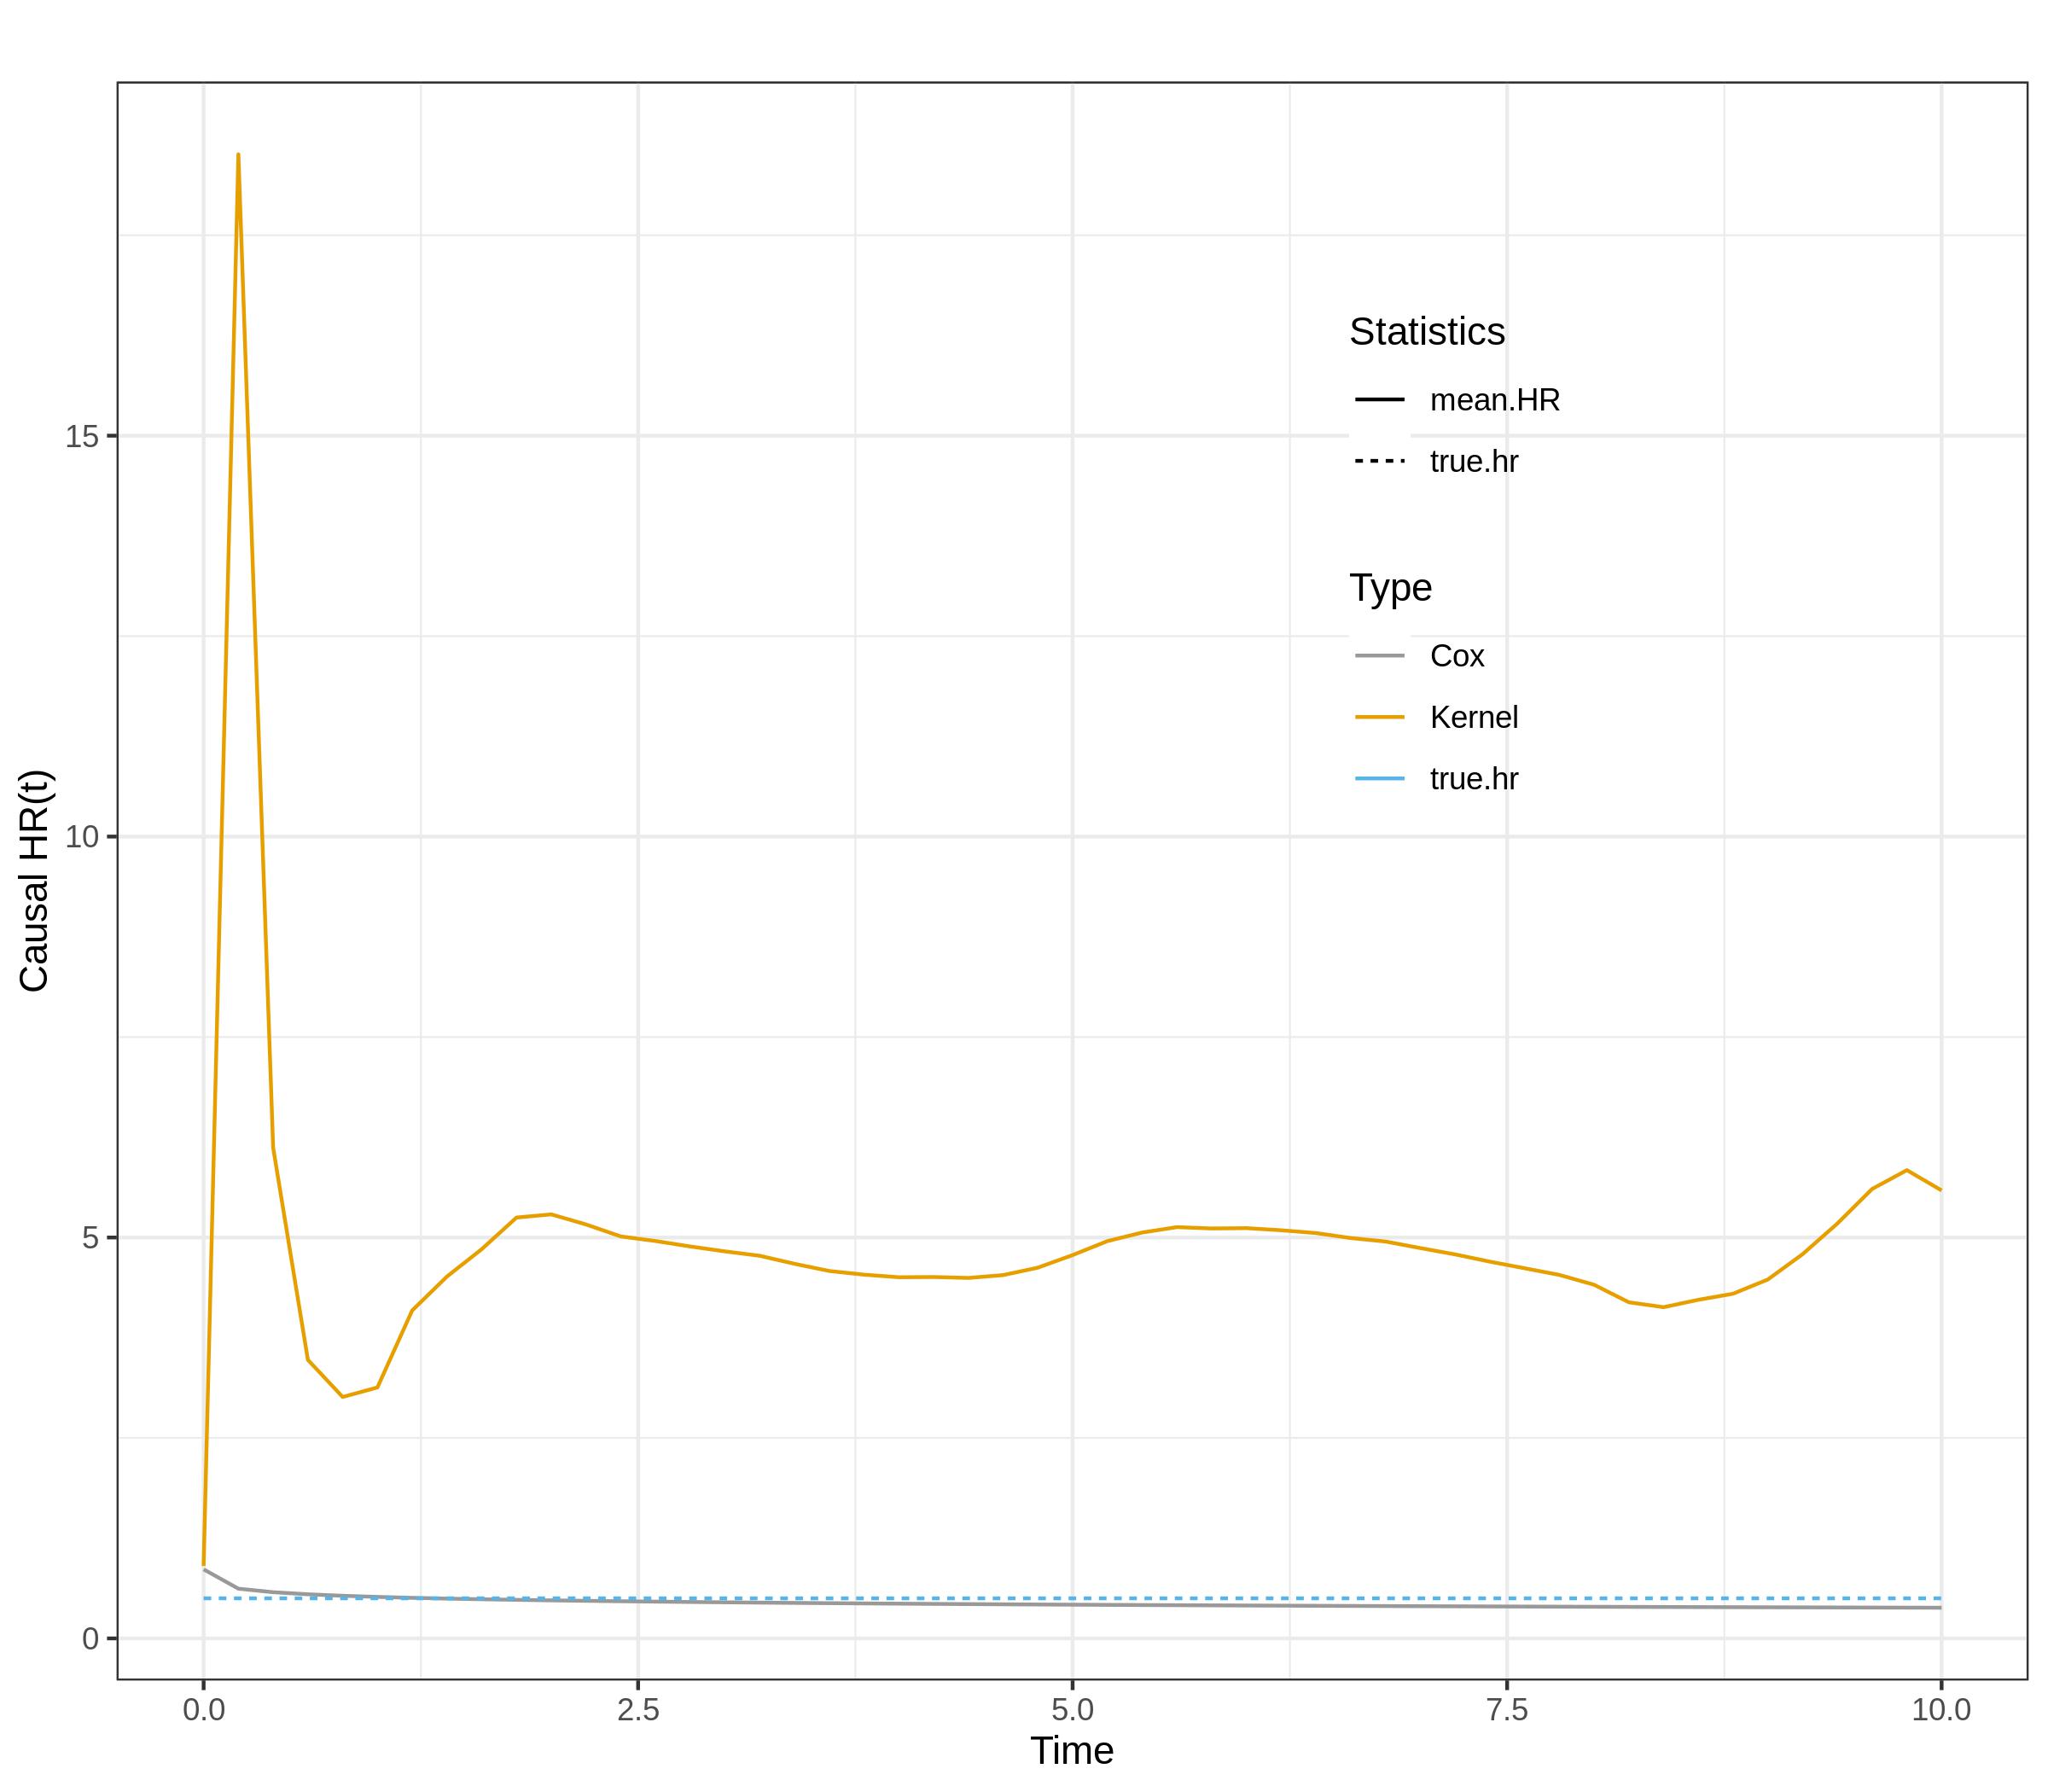 Causal HR(t)
15
10
5
0
0.0
2.5
5.0
7.5
10.0
Time
Statistics
mean.HR
true.hr
Type
Cox
Kernel
true.hr